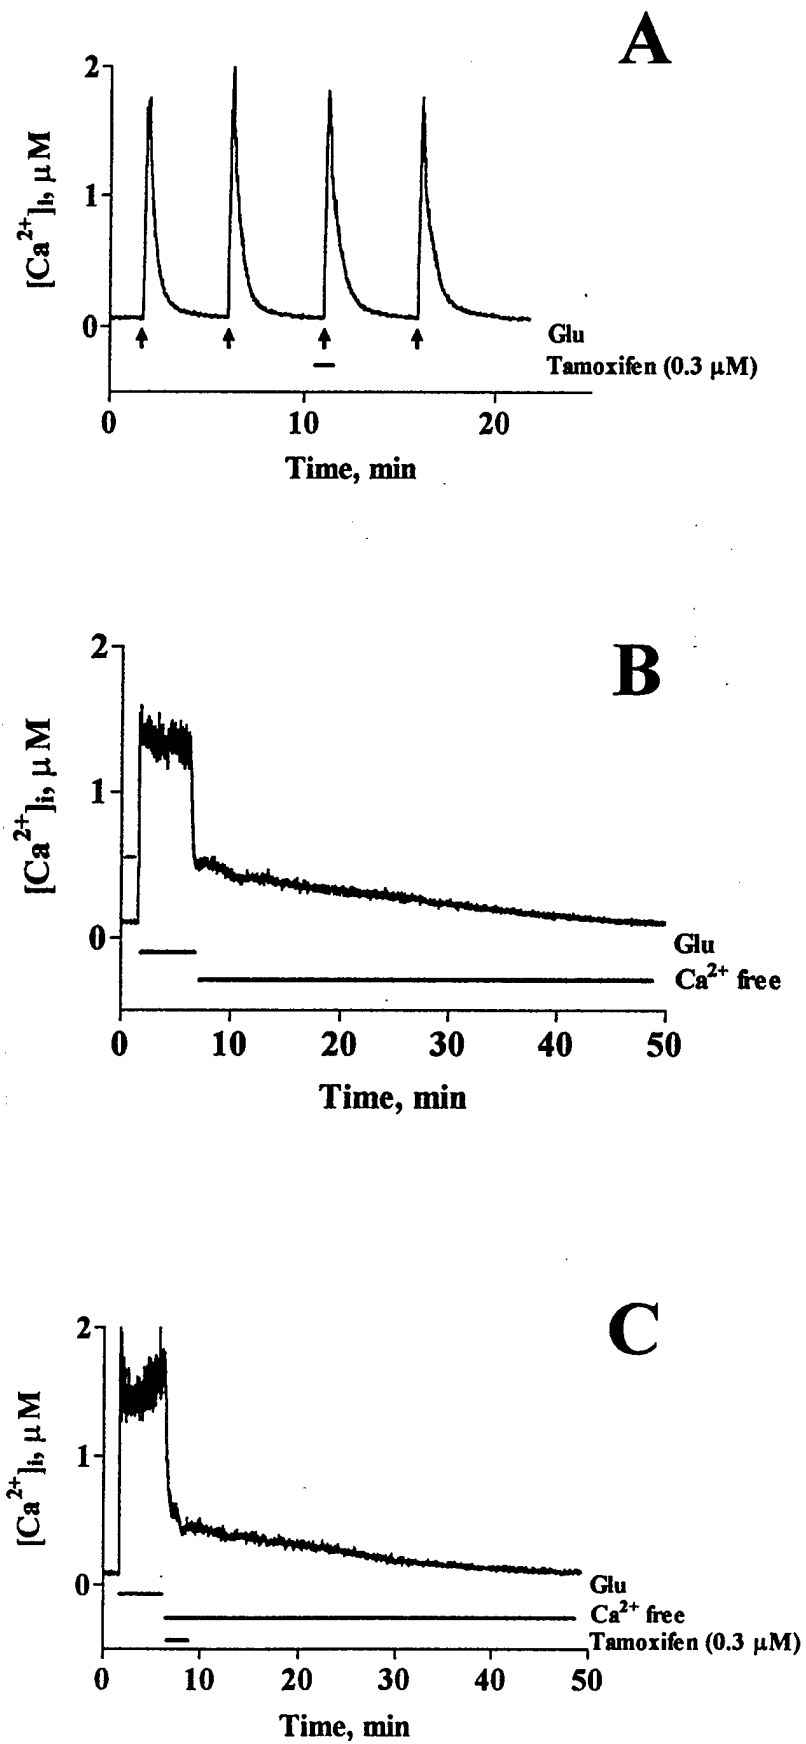 A
2
1
0
[Ca²⁺]i, μM
Glu
Tamoxifen (0.3 μM)
0 10 20
Time, min
B
2
1
0
[Ca²⁺]i, μM
Glu
Ca²⁺ free
0 10 20 30 40 50
Time, min
C
2
1
0
[Ca²⁺]i, μM
Glu
Ca²⁺ free
Tamoxifen (0.3 μM)
0 10 20 30 40 50
Time, min